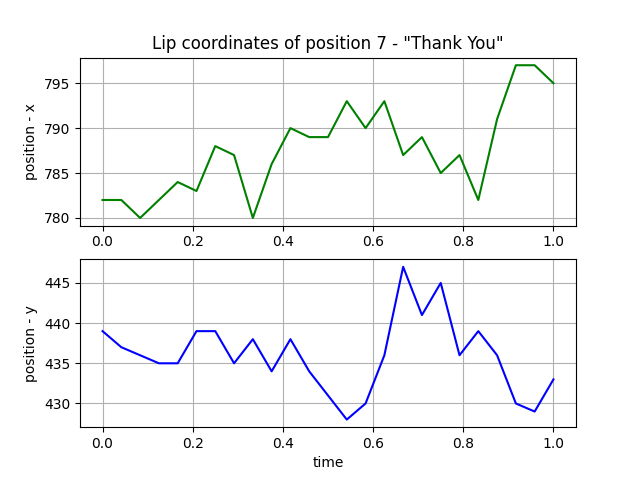 Lip coordinates of position 7 - "Thank You"
795
790
785
780
position - x
0.0 0.2 0.4 0.6 0.8 1.0
445
440
435
430
position - y
0.0 0.2 0.4 0.6 0.8 1.0
time